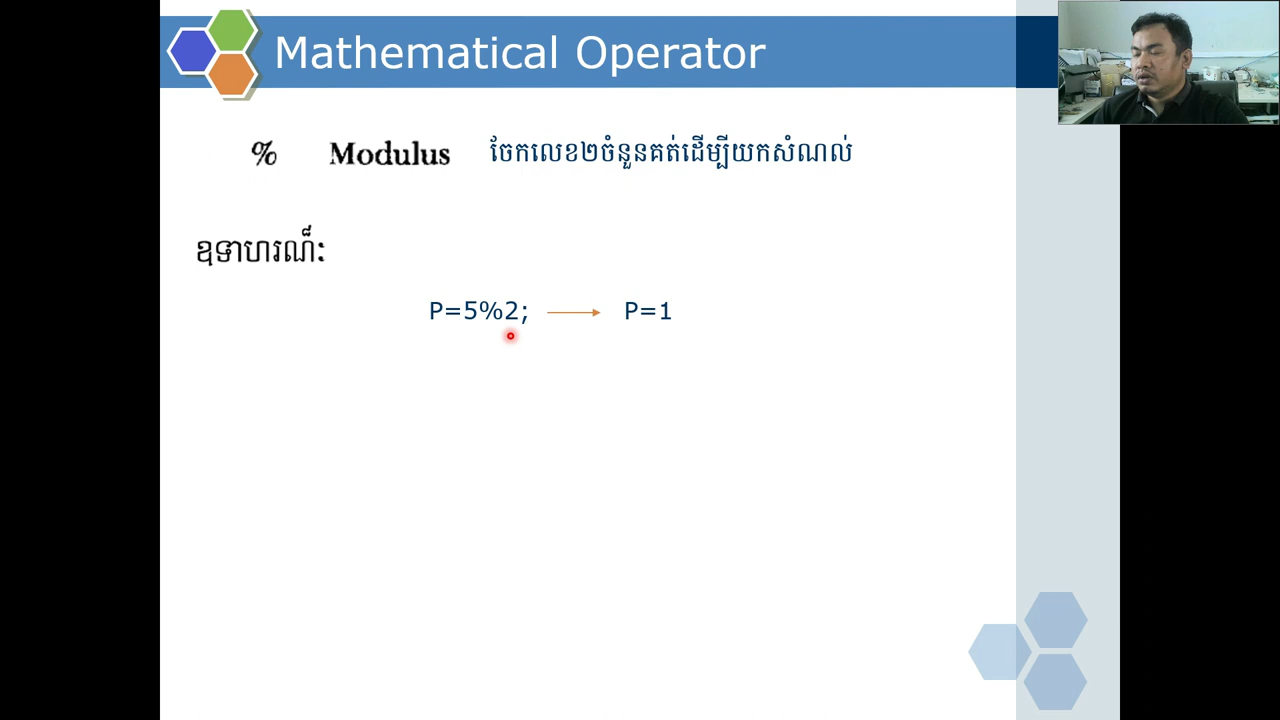 Mathematical Operator
% Modulus ចែកលេខ២ចំនួនគត់ដើម្បីយកសំណល់
ឧទាហរណ៏ៈ
P=5%2; P=1